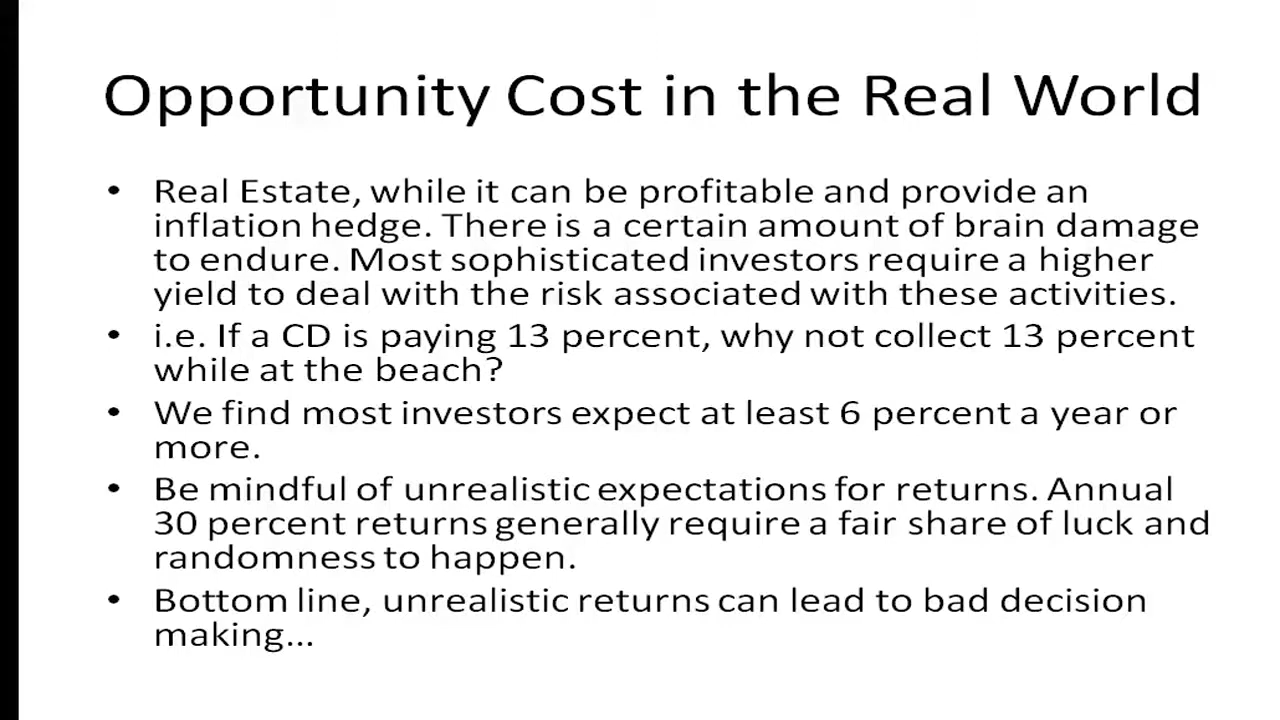 Opportunity Cost in the Real World
• Real Estate, while it can be profitable and provide an
inflation hedge. There is a certain amount of brain damage
to endure. Most sophisticated investors require a higher
yield to deal with the risk associated with these activities.
• i.e. If a CD is paying 13 percent, why not collect 13 percent
while at the beach?
• We find most investors expect at least 6 percent a year or
more.
• Be mindful of unrealistic expectations for returns. Annual
30 percent returns generally require a fair share of luck and
randomness to happen.
• Bottom line, unrealistic returns can lead to bad decision
making...